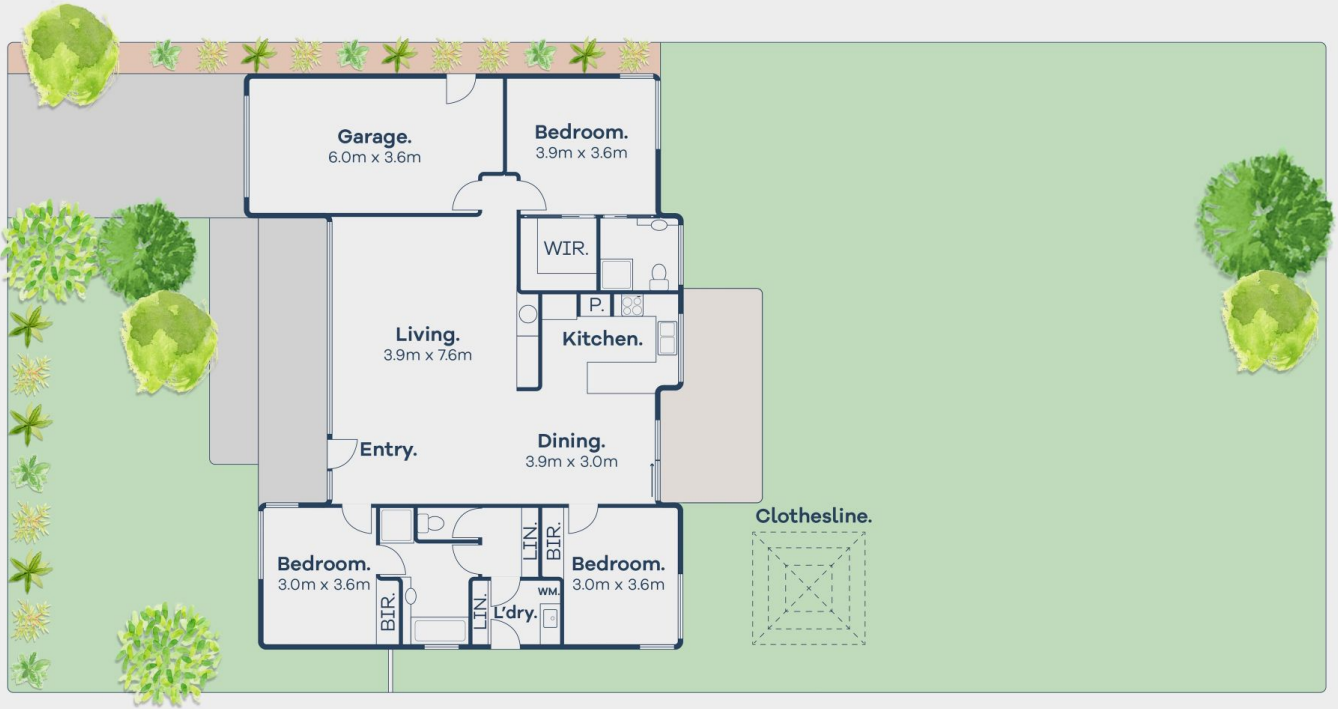 Garage.
6.0m x 3.6m
Bedroom.
3.9m x 3.6m
WIR.
P.
Living.
3.9m x 7.6m
Kitchen.
Entry.
Dining.
3.9m x 3.0m
Clothesline.
Bedroom.
3.0m x 3.6m
BIR.
LIN.
BIR.
LIN.
L'dry.
WM.
Bedroom.
3.0m x 3.6m